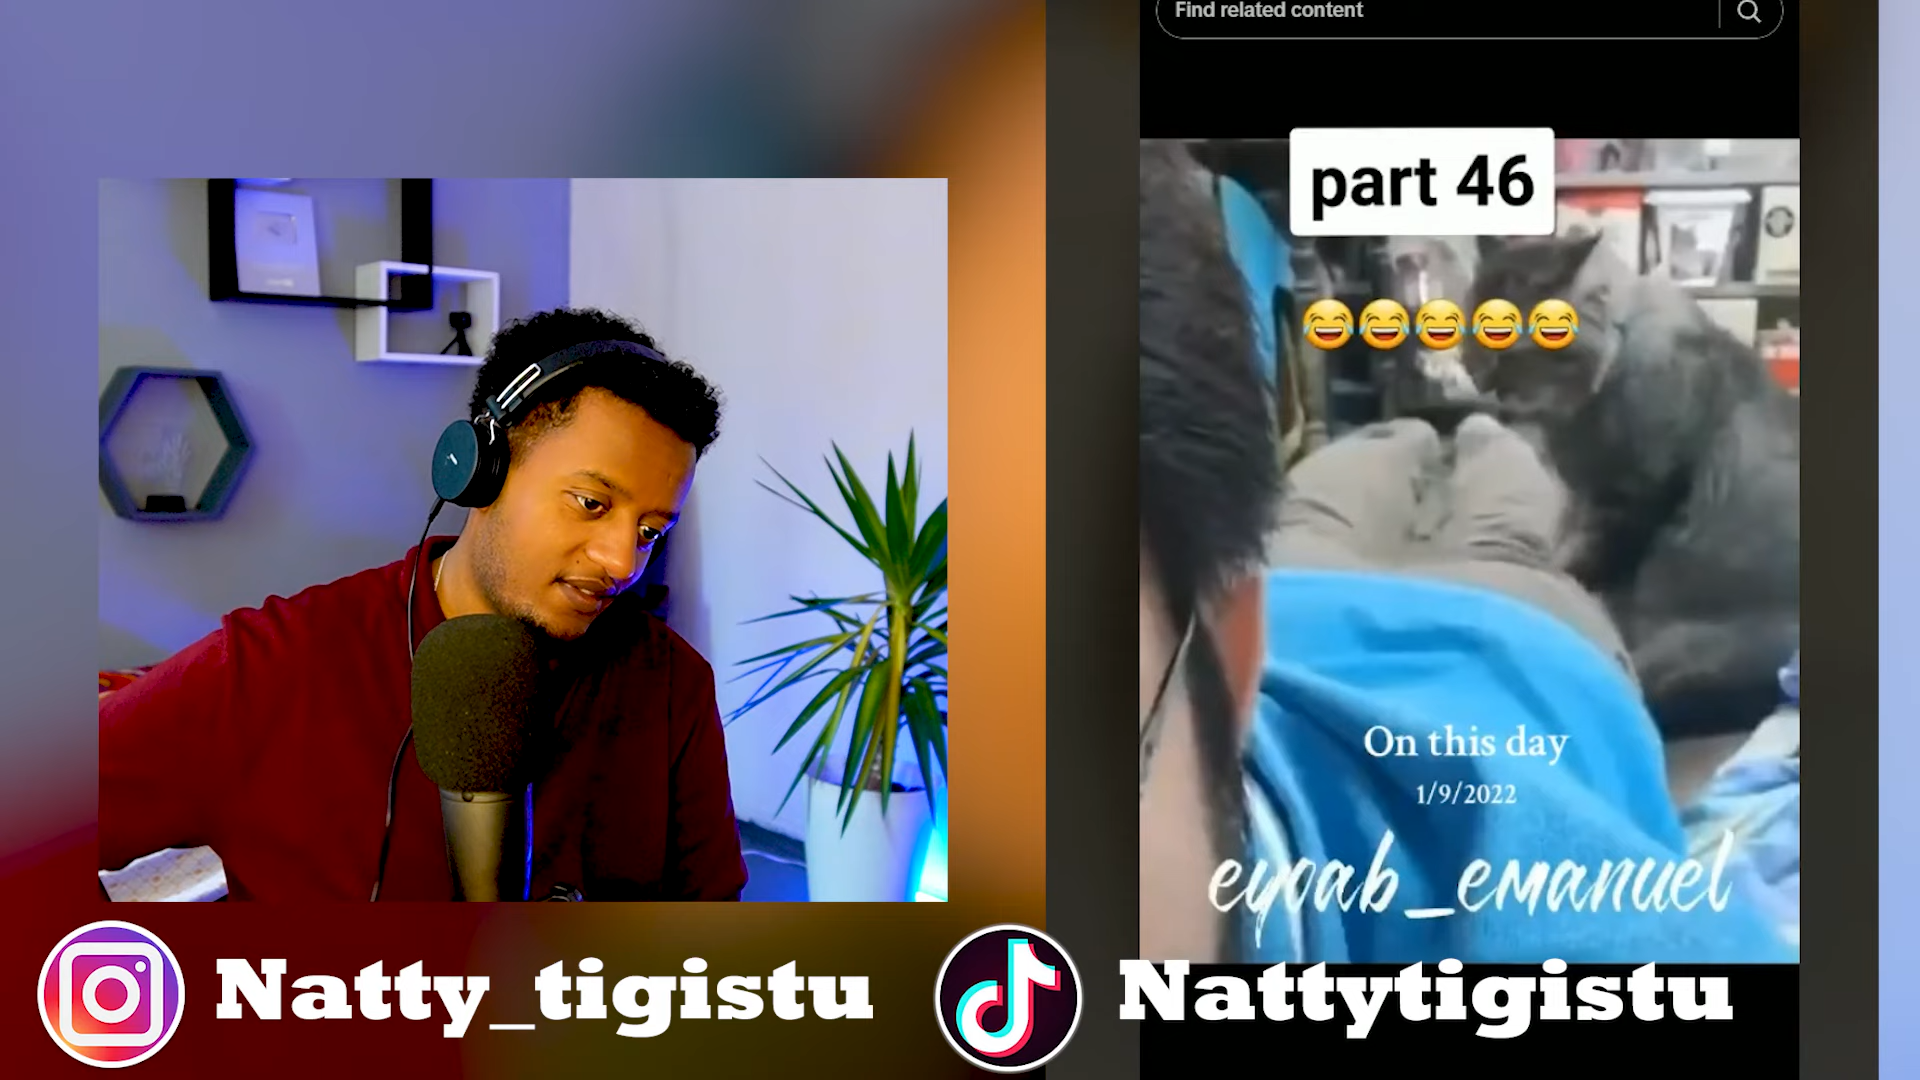 Find related content
part 46
😂😂😂😂😂
On this day
1/9/2022
eyoab_emanuel
Natty_tigistu
Nattytigistu